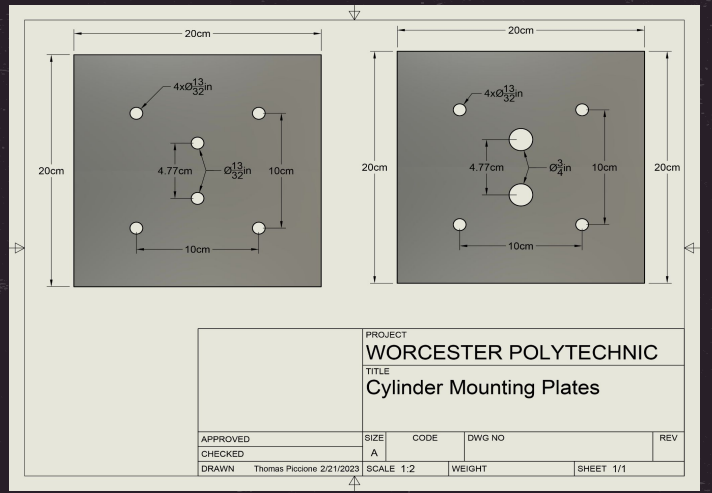 20cm
20cm
4xØ13/32in
4xØ13/32in
20cm
4.77cm
Ø13/32in
10cm
20cm
4.77cm
Ø3/4in
10cm
20cm
10cm
10cm
PROJECT
WORCESTER POLYTECHNIC
TITLE
Cylinder Mounting Plates
APPROVED
SIZE
CODE
DWG NO
REV
CHECKED
A
DRAWN Thomas Piccione 2/21/2023
SCALE 1:2
WEIGHT
SHEET 1/1